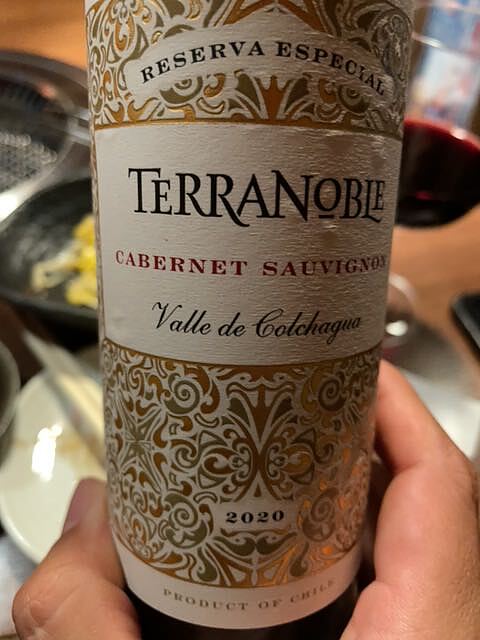 RESERVA ESPECIAL
TERRANOBLE
CABERNET SAUVIGNON
Valle de Colchagua
2020
PRODUCT OF CHILE